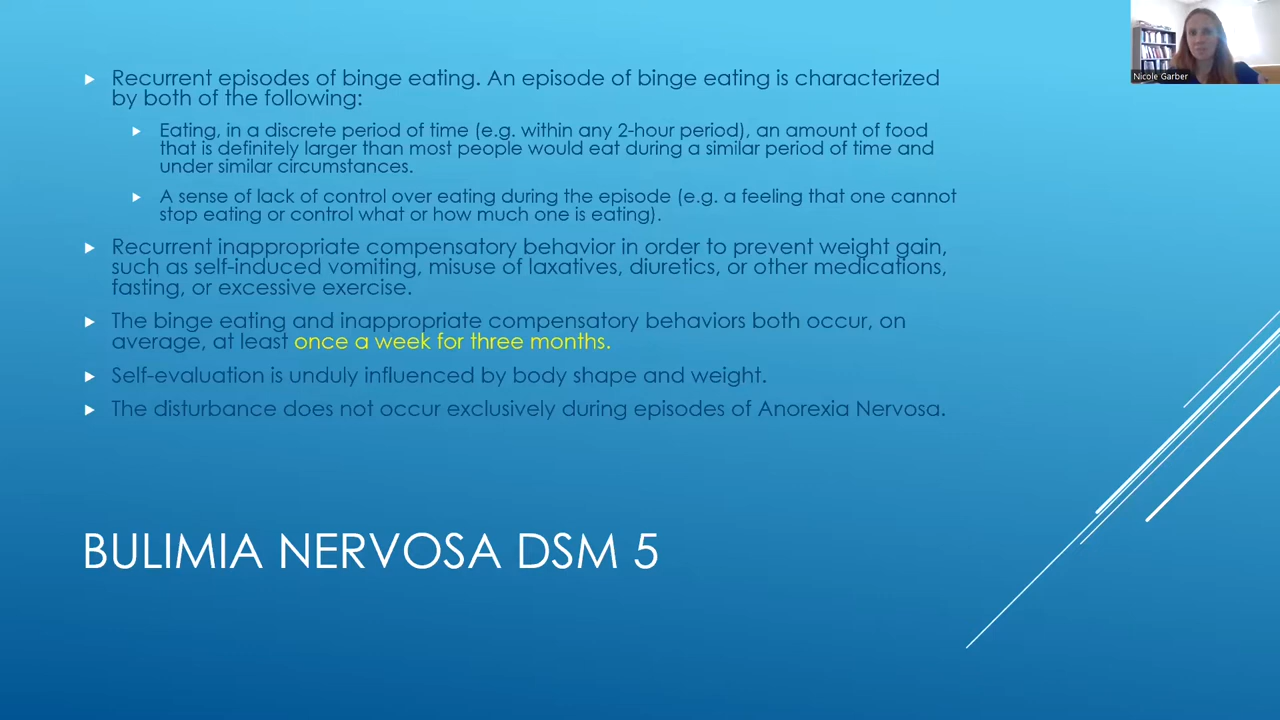 Nicole Garber
Recurrent episodes of binge eating. An episode of binge eating is characterized
by both of the following:
Eating, in a discrete period of time (e.g. within any 2-hour period), an amount of food
that is definitely larger than most people would eat during a similar period of time and
under similar circumstances.
A sense of lack of control over eating during the episode (e.g. a feeling that one cannot
stop eating or control what or how much one is eating).
Recurrent inappropriate compensatory behavior in order to prevent weight gain,
such as self-induced vomiting, misuse of laxatives, diuretics, or other medications,
fasting, or excessive exercise.
The binge eating and inappropriate compensatory behaviors both occur, on
average, at least once a week for three months.
Self-evaluation is unduly influenced by body shape and weight.
The disturbance does not occur exclusively during episodes of Anorexia Nervosa.
BULIMIA NERVOSA DSM 5